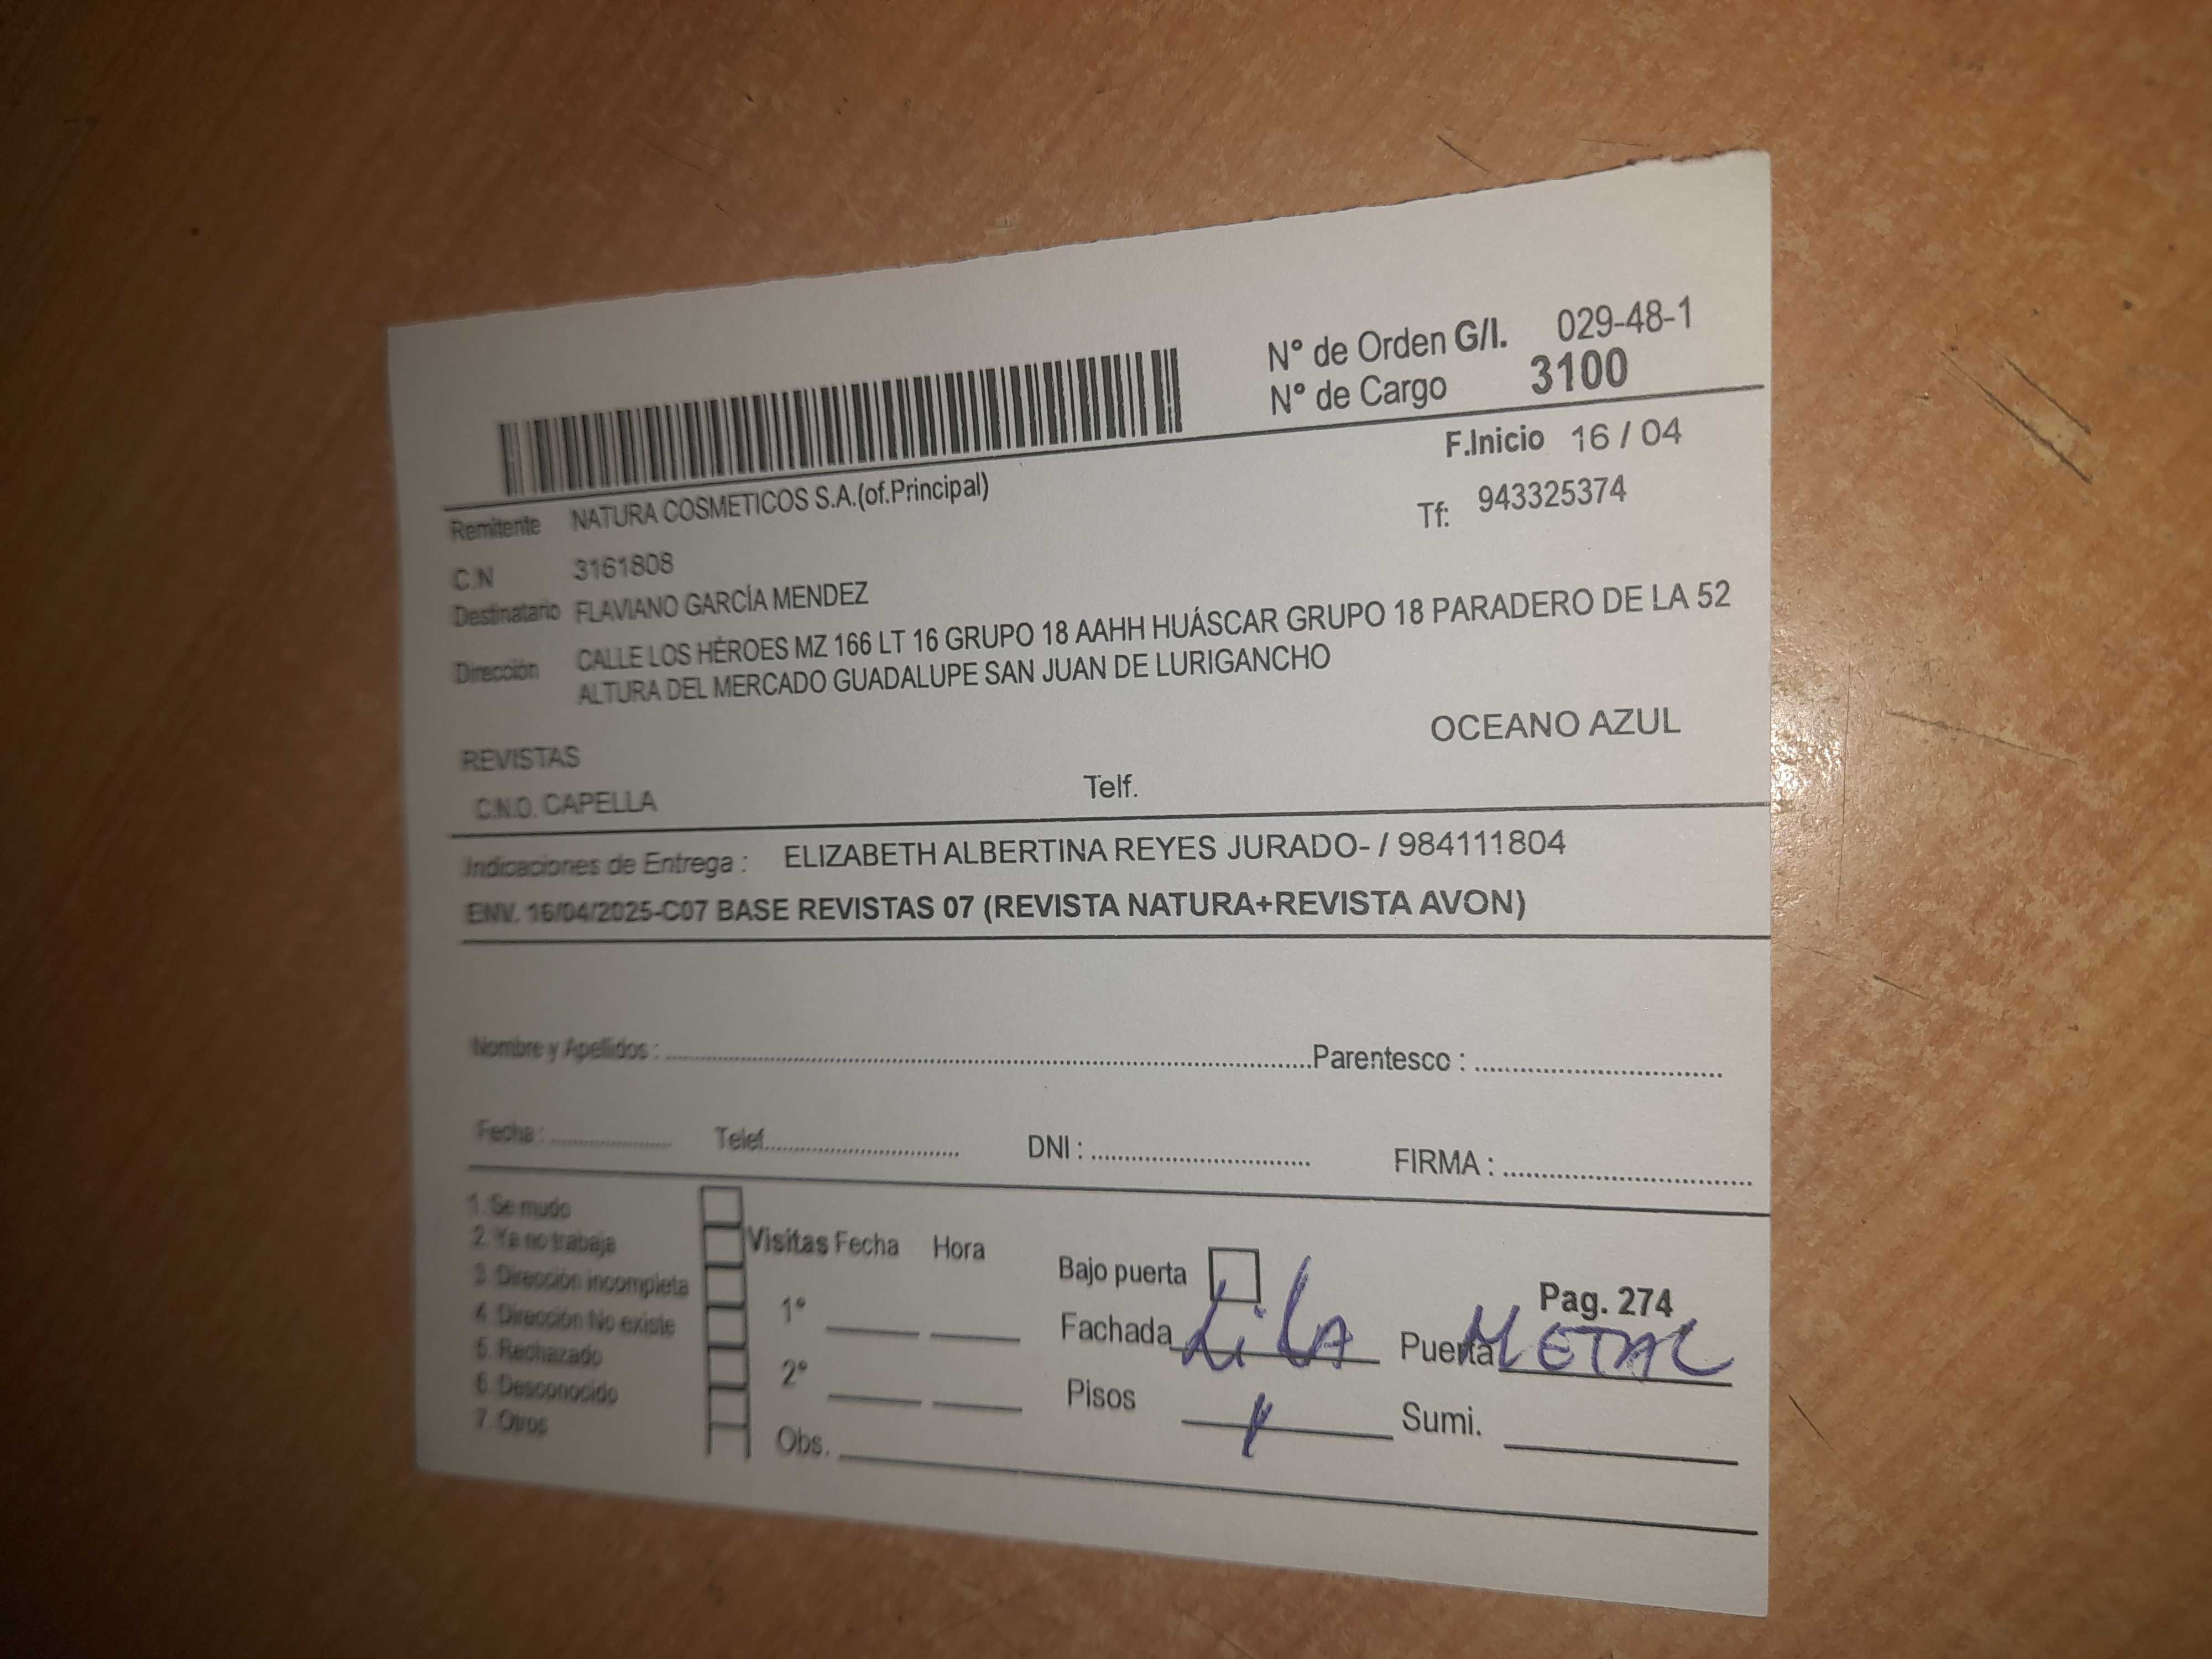 N° de Orden G/I. 029-48-1
N° de Cargo 3100
F.Inicio 16 / 04
Remitente NATURA COSMETICOS S.A.(of.Principal)
Tf: 943325374
C.N 3161808
Destinatario FLAVIANO GARCÍA MENDEZ
Dirección CALLE LOS HÉROES MZ 166 LT 16 GRUPO 18 AAHH HUÁSCAR GRUPO 18 PARADERO DE LA 52
ALTURA DEL MERCADO GUADALUPE SAN JUAN DE LURIGANCHO
OCEANO AZUL
REVISTAS
C.N.O. CAPELLA Telf.
Indicaciones de Entrega : ELIZABETH ALBERTINA REYES JURADO- / 984111804
ENV. 16/04/2025-C07 BASE REVISTAS 07 (REVISTA NATURA+REVISTA AVON)
Nombre y Apellidos : Parentesco :
Fecha : Telef. DNI : FIRMA :
1. Se mudo
2. Ya no trabaja
3. Dirección incompleta
4. Dirección No existe
5. Rechazado
6. Desconocido
7. Otros
Visitas Fecha Hora
1°
2°
Obs.
Bajo puerta
Pag. 274
Fachada LiLA Puerta METAL
Pisos 1 Sumi.